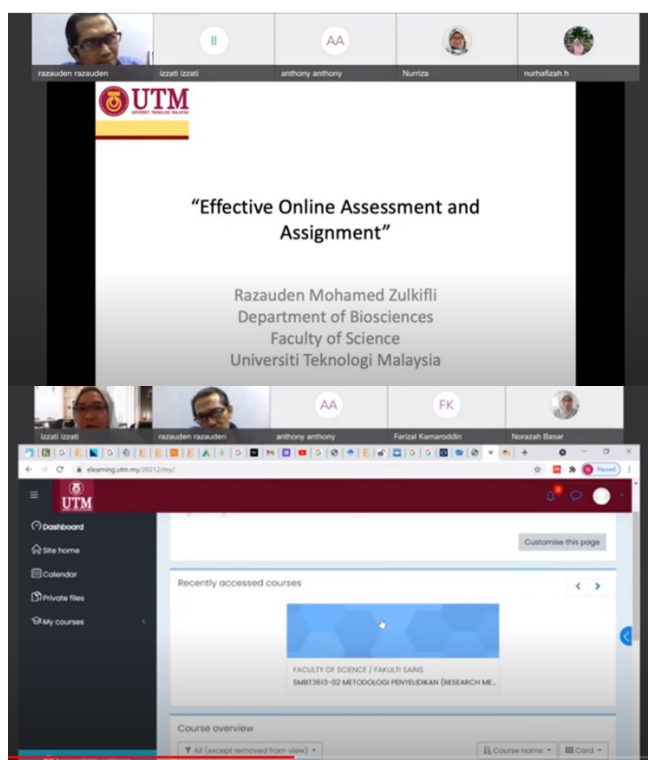 razauden razauden
II
izzati izzati
AA
anthony anthony
Nurriza
nurhafizah h
UTM
UNIVERSITI TEKNOLOGI MALAYSIA
“Effective Online Assessment and
Assignment”
Razauden Mohamed Zulkifli
Department of Biosciences
Faculty of Science
Universiti Teknologi Malaysia
izzati izzati
razauden razauden
AA
anthony anthony
FK
Farizal Kamaroddin
Norazah Basar
elearning.utm.my/20212/my/
Paused
UTM
Dashboard
Site home
Calendar
Private files
My courses
Customise this page
Recently accessed courses
FACULTY OF SCIENCE / FAKULTI SAINS
SMBT3613-02 METODOLOGI PENYELIDIKAN (RESEARCH ME...
Course overview
All (except removed from view)
Course name
Card